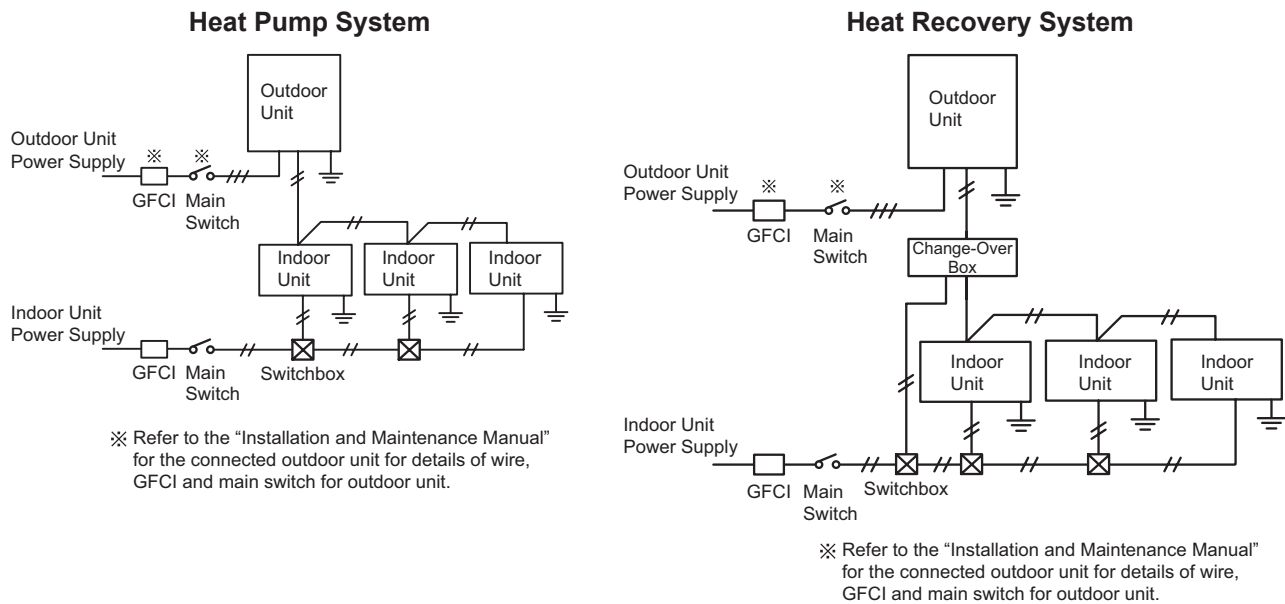 Heat Pump System
Outdoor
Unit
Outdoor Unit
Power Supply
※
※
GFCI
Main
Switch
Indoor
Unit
Indoor
Unit
Indoor
Unit
Indoor Unit
Power Supply
GFCI
Main
Switch
Switchbox
※ Refer to the “Installation and Maintenance Manual”
for the connected outdoor unit for details of wire,
GFCI and main switch for outdoor unit.
Heat Recovery System
Outdoor
Unit
Outdoor Unit
Power Supply
※
※
GFCI
Main
Switch
Change-Over
Box
Indoor
Unit
Indoor
Unit
Indoor
Unit
Indoor Unit
Power Supply
GFCI
Main
Switch
Switchbox
※ Refer to the “Installation and Maintenance Manual”
for the connected outdoor unit for details of wire,
GFCI and main switch for outdoor unit.